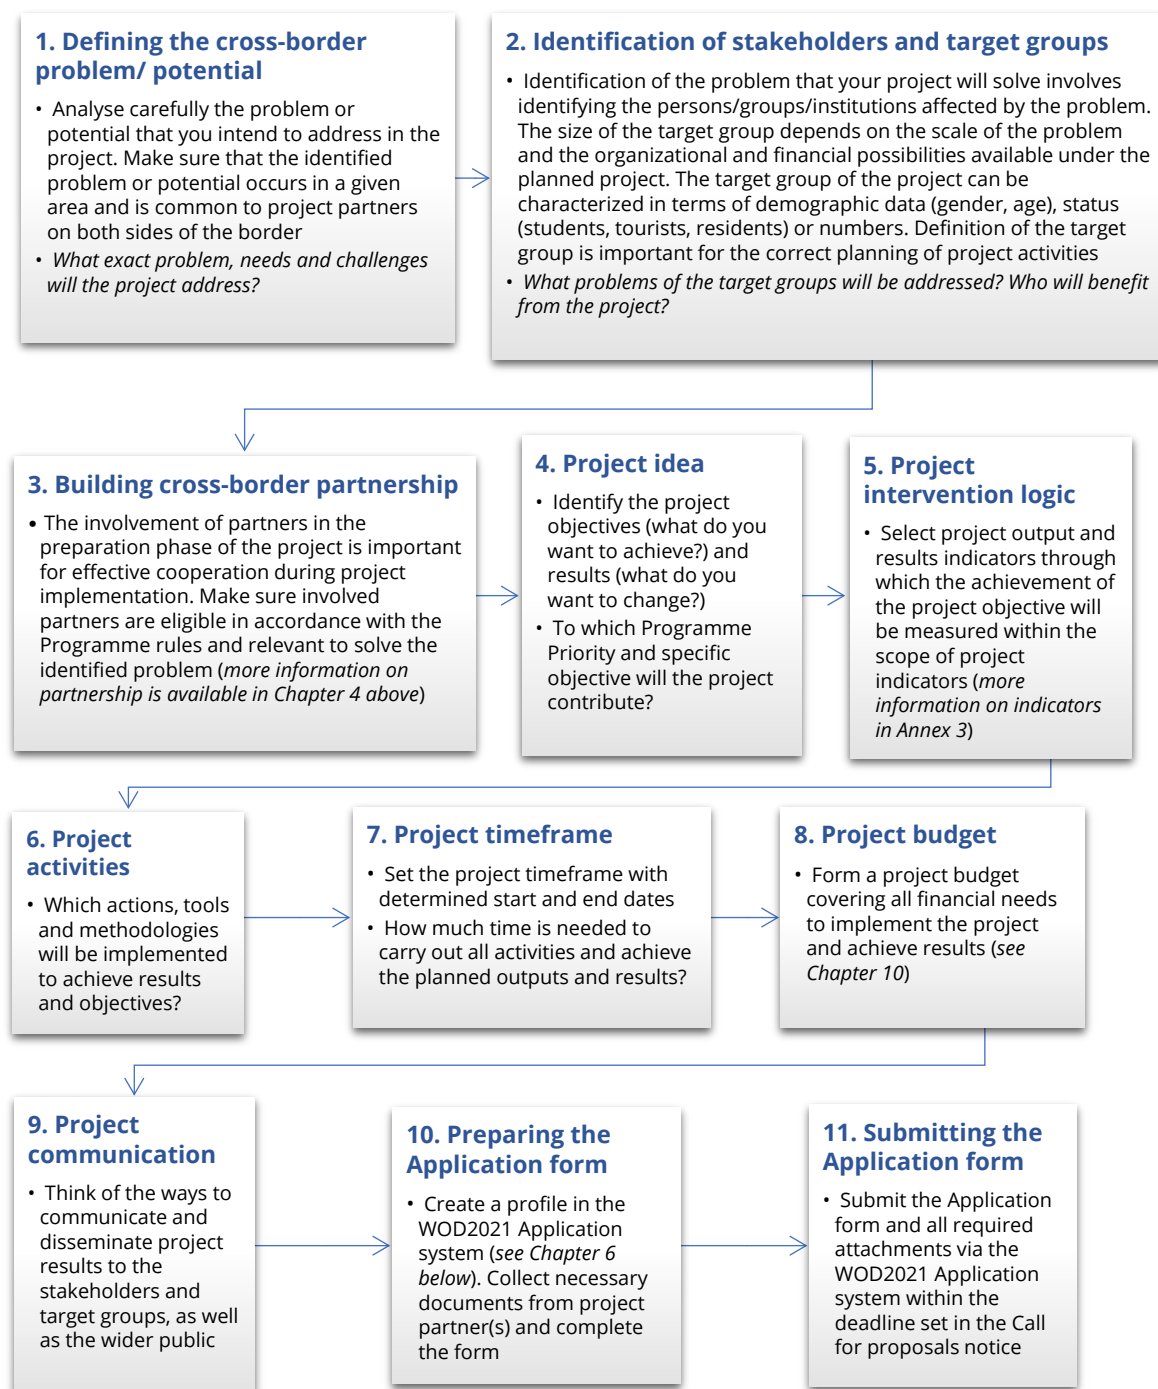 1. Defining the cross-border
problem/ potential
• Analyse carefully the problem or
potential that you intend to address in the
project. Make sure that the identified
problem or potential occurs in a given
area and is common to project partners
on both sides of the border
• What exact problem, needs and challenges
will the project address?
2. Identification of stakeholders and target groups
• Identification of the problem that your project will solve involves
identifying the persons/groups/institutions affected by the problem.
The size of the target group depends on the scale of the problem
and the organizational and financial possibilities available under the
planned project. The target group of the project can be
characterized in terms of demographic data (gender, age), status
(students, tourists, residents) or numbers. Definition of the target
group is important for the correct planning of project activities
• What problems of the target groups will be addressed? Who will benefit
from the project?
3. Building cross-border partnership
• The involvement of partners in the
preparation phase of the project is important
for effective cooperation during project
implementation. Make sure involved
partners are eligible in accordance with the
Programme rules and relevant to solve the
identified problem (more information on
partnership is available in Chapter 4 above)
4. Project idea
• Identify the project
objectives (what do you
want to achieve?) and
results (what do you
want to change?)
• To which Programme
Priority and specific
objective will the project
contribute?
5. Project
intervention logic
• Select project output and
results indicators through
which the achievement of
the project objective will
be measured within the
scope of project
indicators (more
information on indicators
in Annex 3)
6. Project
activities
• Which actions, tools
and methodologies
will be implemented
to achieve results
and objectives?
7. Project timeframe
• Set the project timeframe with
determined start and end dates
• How much time is needed to
carry out all activities and achieve
the planned outputs and results?
8. Project budget
• Form a project budget
covering all financial needs
to implement the project
and achieve results (see
Chapter 10)
9. Project
communication
• Think of the ways to
communicate and
disseminate project
results to the
stakeholders and
target groups, as well
as the wider public
10. Preparing the
Application form
• Create a profile in the
WOD2021 Application
system (see Chapter 6
below). Collect necessary
documents from project
partner(s) and complete
the form
11. Submitting the
Application form
• Submit the Application
form and all required
attachments via the
WOD2021 Application
system within the
deadline set in the Call
for proposals notice